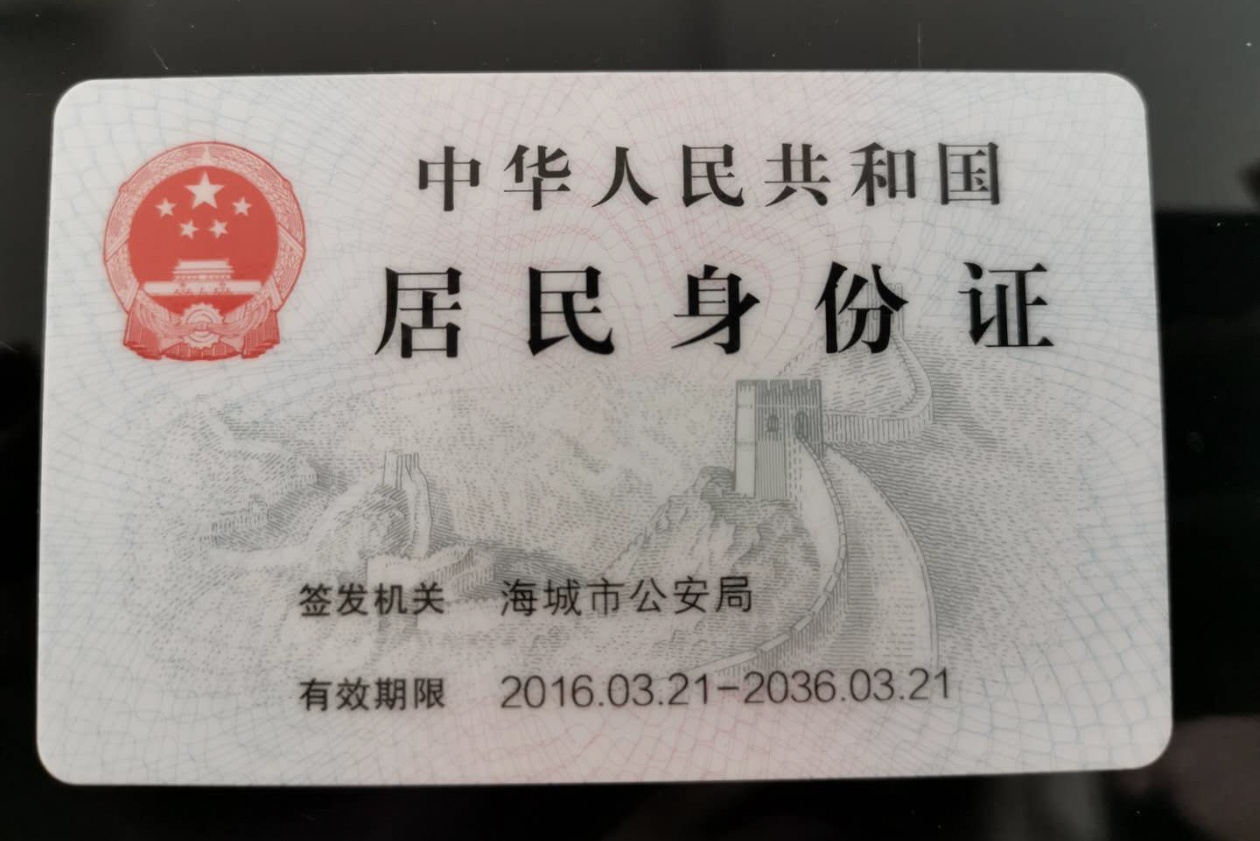 中华人民共和国
居民身份证
签发机关 海城市公安局
有效期限 2016.03.21-2036.03.21